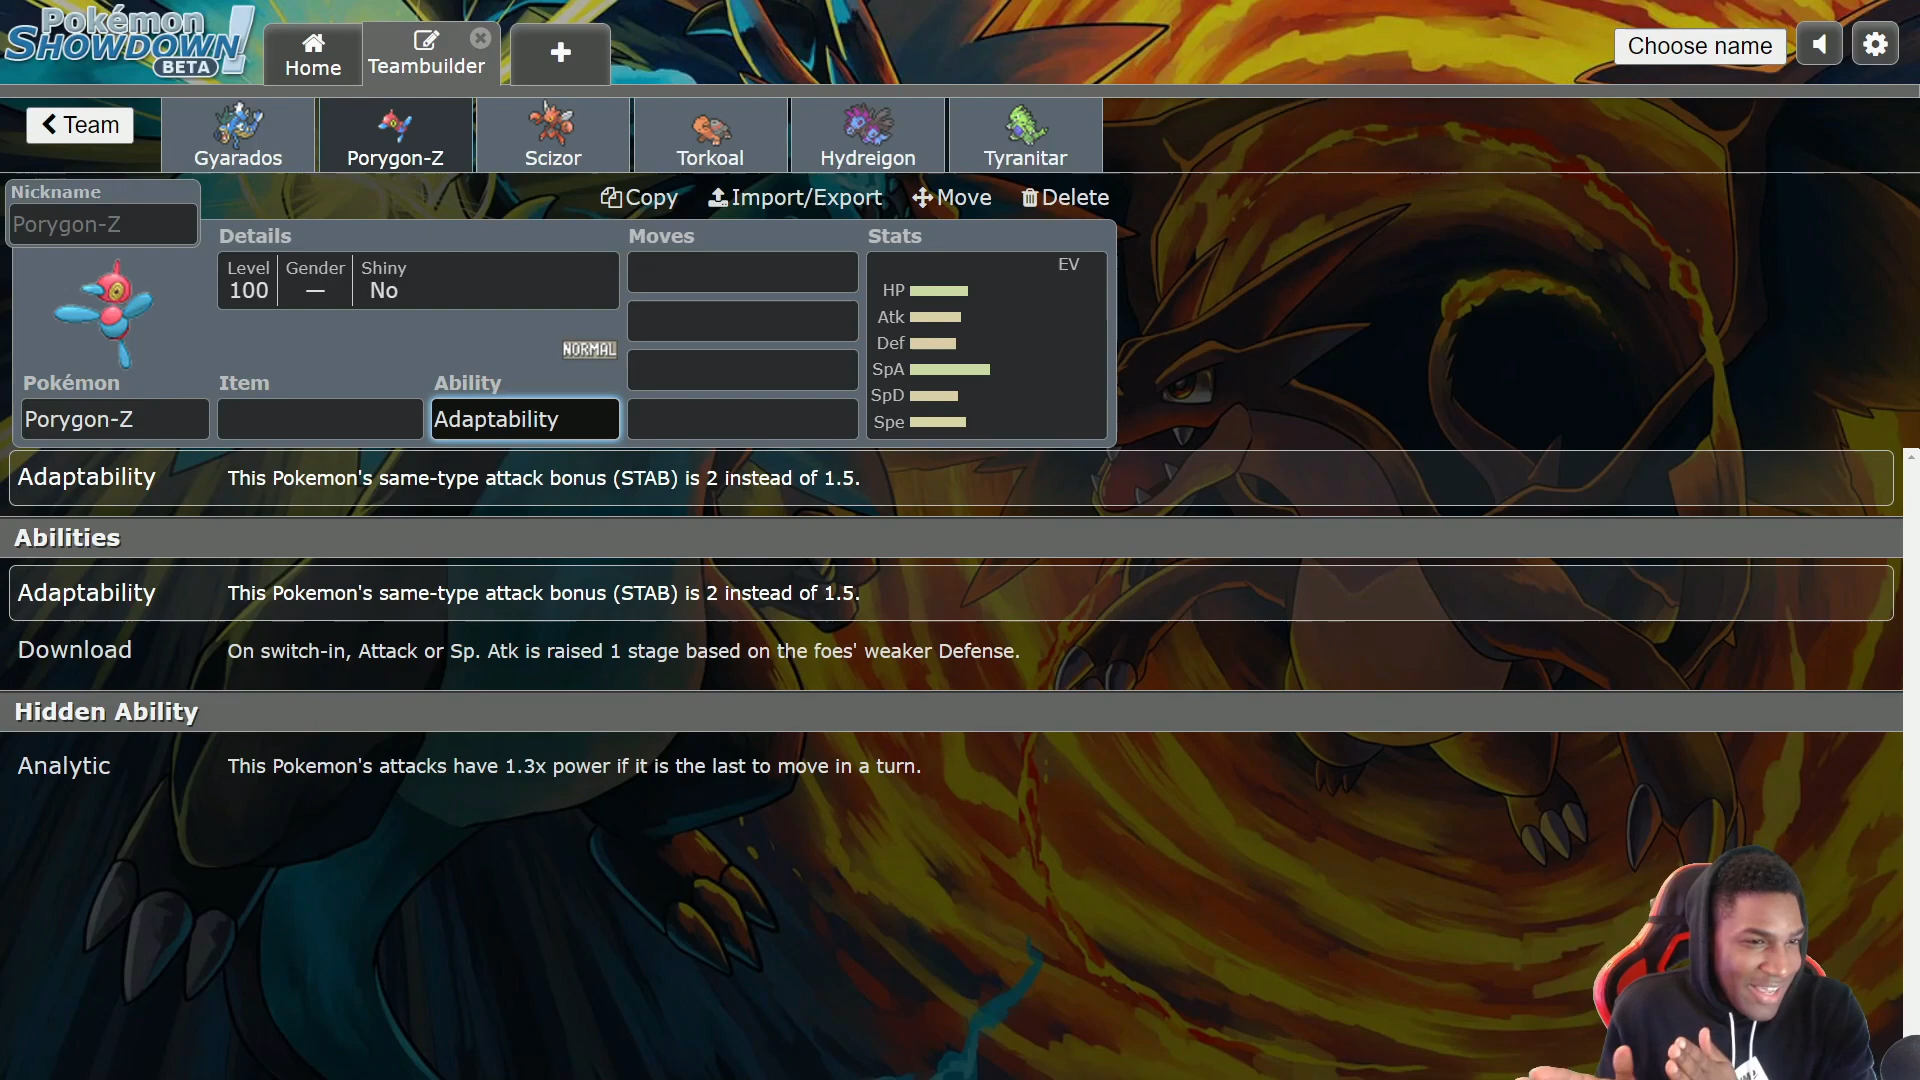 Pokémon
SHOWDOWN!
BETA
Home
Teambuilder
Choose name
Team
Gyarados
Porygon-Z
Scizor
Torkoal
Hydreigon
Tyranitar
Copy
Import/Export
Move
Delete
Nickname
Porygon-Z
Details
Level
100
Gender
—
Shiny
No
NORMAL
Pokémon
Porygon-Z
Item
Ability
Adaptability
Moves
Stats
EV
HP
Atk
Def
SpA
SpD
Spe
Adaptability This Pokemon's same-type attack bonus (STAB) is 2 instead of 1.5.
Abilities
Adaptability This Pokemon's same-type attack bonus (STAB) is 2 instead of 1.5.
Download On switch-in, Attack or Sp. Atk is raised 1 stage based on the foes' weaker Defense.
Hidden Ability
Analytic This Pokemon's attacks have 1.3x power if it is the last to move in a turn.